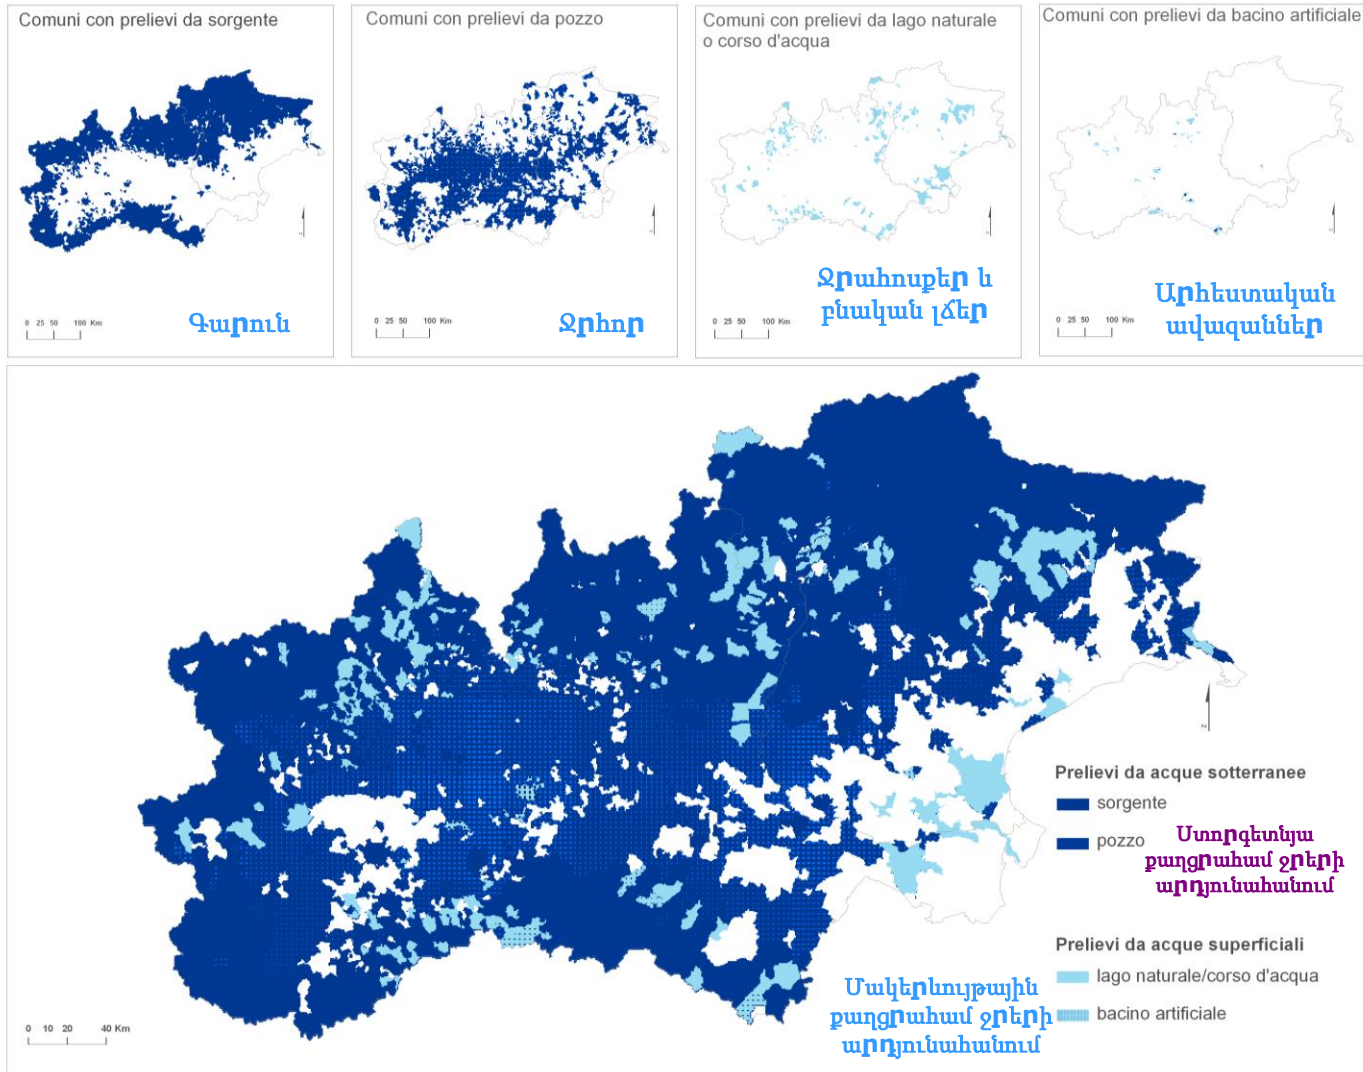 Comuni con prelievi da sorgente
0 25 50 100 Km
Գարուն
Comuni con prelievi da pozzo
0 25 50 100 Km
Ջրհոր
Comuni con prelievi da lago naturale
o corso d'acqua
Ջրահոսքեր և
բնական լճեր
0 25 50 100 Km
Comuni con prelievi da bacino artificiale
Արհեստական
ավազաններ
0 25 50 100 Km
Prelievi da acque sotterranee
sorgente
pozzo
Ստորգետնյա
քաղցրահամ ջրերի
արդյունահանում
Prelievi da acque superficiali
lago naturale/corso d'acqua
bacino artificiale
Մակերևույթային
քաղցրահամ ջրերի
արդյունահանում
0 10 20 40 Km